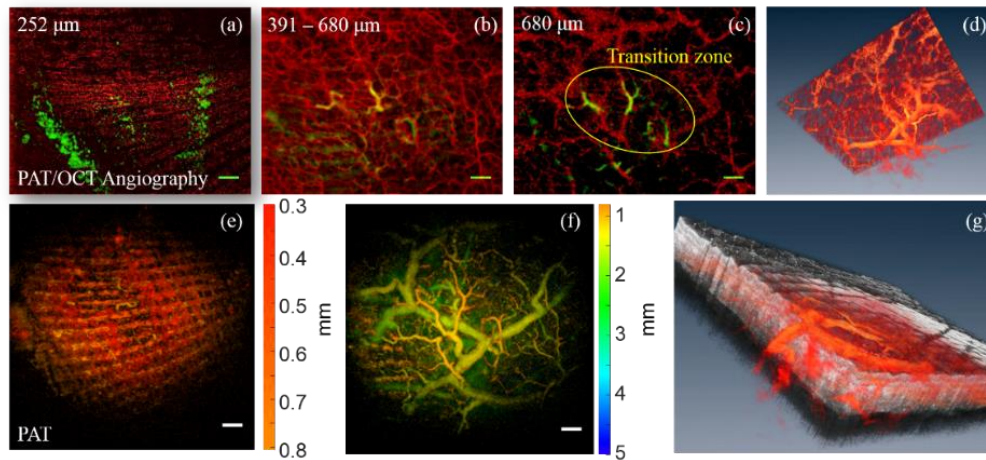 252 μm
(a)
PAT/OCT Angiography
391 – 680 μm
(b)
680 μm
(c)
Transition zone
(d)
(e)
PAT
0.3
0.4
0.5
0.6
0.7
0.8
mm
(f)
1
2
3
4
5
mm
(g)